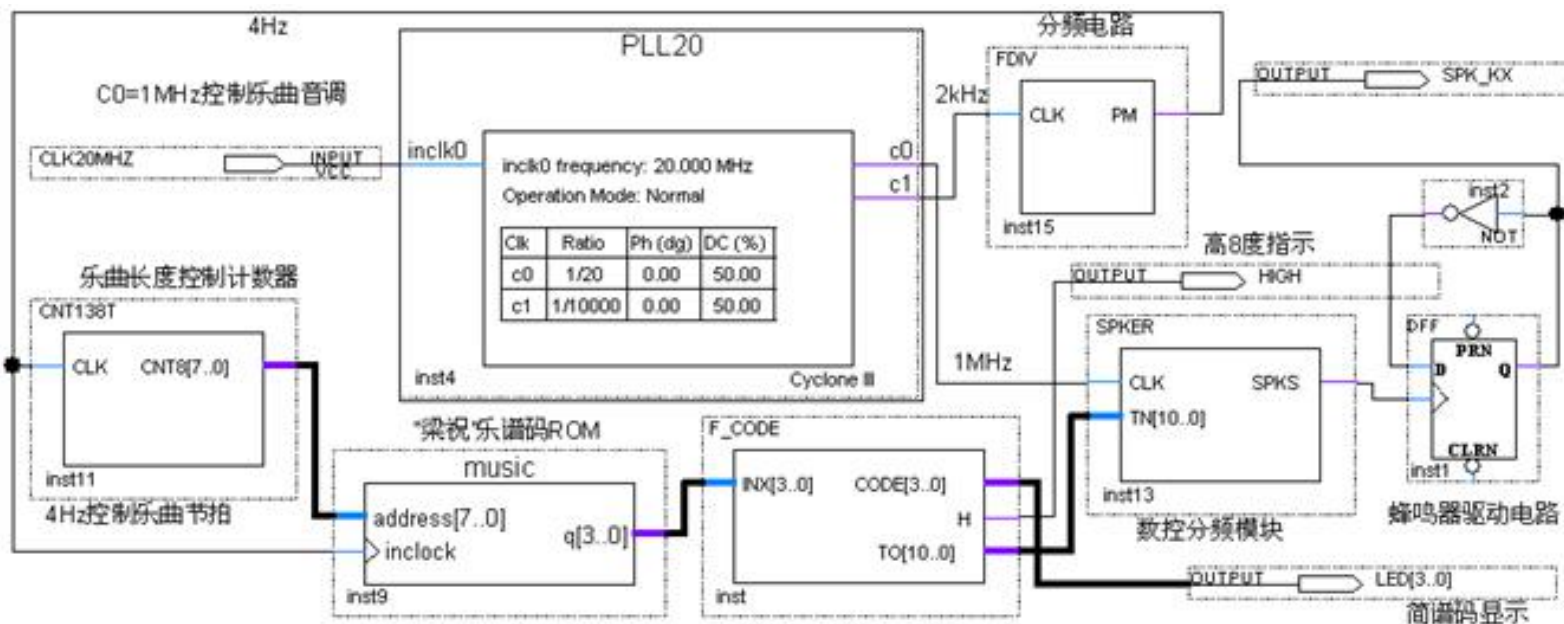 4Hz
PLL20
分频电路
FDIV
OUTPUT
SPK_KX
C0=1MHz控制乐曲音调
2kHz
CLK
PM
CLK20MHZ
INPUT
VCC
inclk0
inclk0 frequency: 20.000 MHz
Operation Mode: Normal
c0
c1
inst15
inst2
NOT
Clk Ratio Ph (dg) DC (%)
c0 1/20 0.00 50.00
c1 1/10000 0.00 50.00
inst4
Cyclone III
高8度指示
OUTPUT
HIGH
乐曲长度控制计数器
CNT138T
CLK
CNT8[7..0]
inst11
4Hz控制乐曲节拍
1MHz
SPKER
CLK
SPKS
TN[10..0]
inst13
数控分频模块
DFF
PRN
D
Q
CLRN
inst1
蜂鸣器驱动电路
"梁祝"乐谱码ROM
music
address[7..0]
inclock
q[3..0]
inst9
F_CODE
INX[3..0]
CODE[3..0]
H
TO[10..0]
inst
OUTPUT
LED[3..0]
简谱码显示